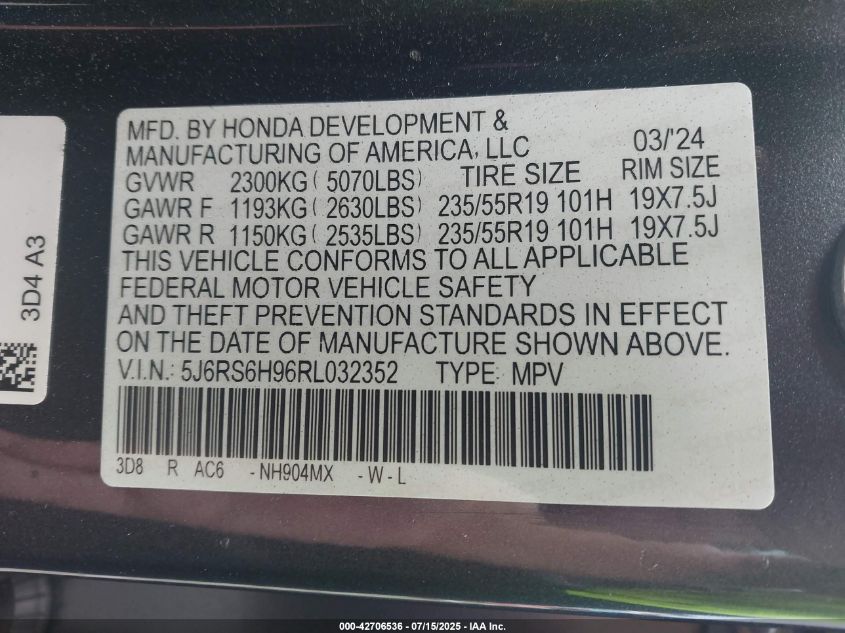 MFD. BY HONDA DEVELOPMENT &
MANUFACTURING OF AMERICA, LLC 03/'24
GVWR 2300KG ( 5070LBS) TIRE SIZE RIM SIZE
GAWR F 1193KG ( 2630LBS) 235/55R19 101H 19X7.5J
GAWR R 1150KG ( 2535LBS) 235/55R19 101H 19X7.5J
THIS VEHICLE CONFORMS TO ALL APPLICABLE
FEDERAL MOTOR VEHICLE SAFETY
AND THEFT PREVENTION STANDARDS IN EFFECT
ON THE DATE OF MANUFACTURE SHOWN ABOVE.
V.I.N.: 5J6RS6H96RL032352 TYPE: MPV
3D8 R AC6 -NH904MX -W-L
3D4 A3
000-42706536 - 07/15/2025 - IAA Inc.